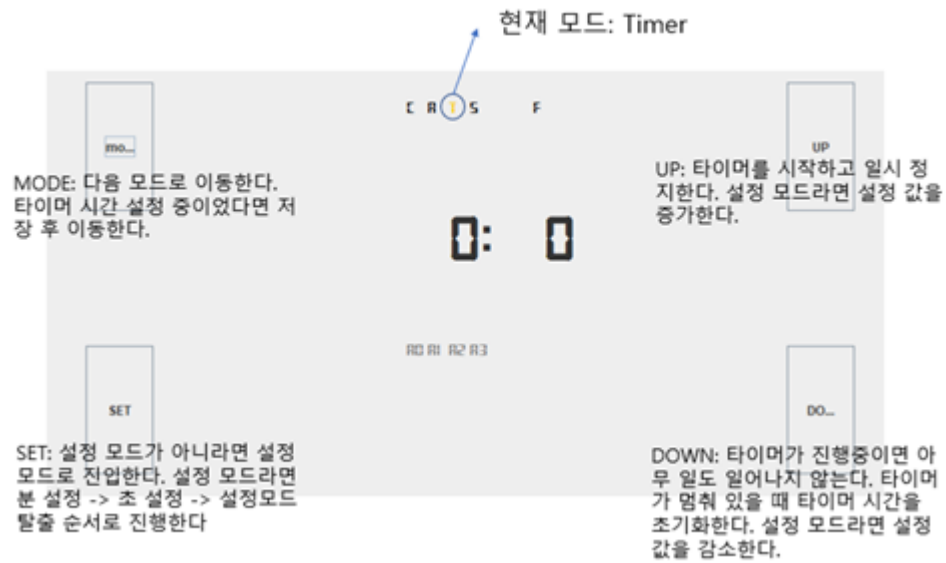 현재 모드: Timer
C A T S F
mo...
UP
MODE: 다음 모드로 이동한다.
타이머 시간 설정 중이었다면 저
장 후 이동한다.
UP: 타이머를 시작하고 일시 정
지한다. 설정 모드라면 설정 값을
증가한다.
0: 0
A0 A1 A2 A3
SET
DO...
SET: 설정 모드가 아니라면 설정
모드로 진입한다. 설정 모드라면
분 설정 -> 초 설정 -> 설정모드
탈출 순서로 진행한다
DOWN: 타이머가 진행중이면 아
무 일도 일어나지 않는다. 타이머
가 멈춰 있을 때 타이머 시간을
초기화한다. 설정 모드라면 설정
값을 감소한다.